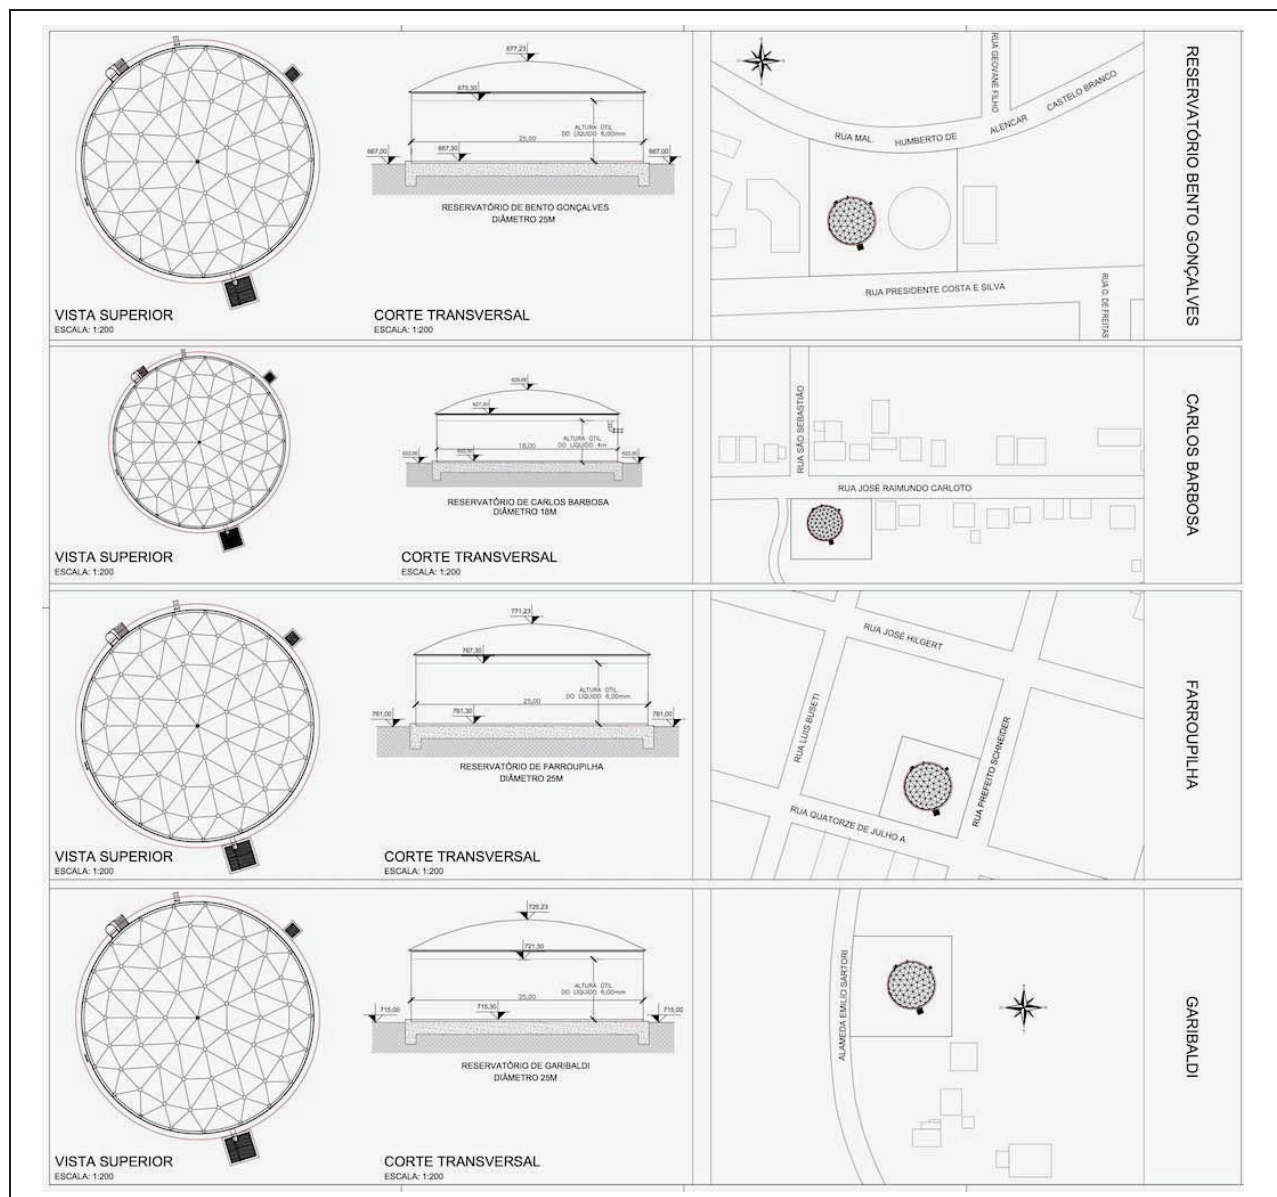 677,23
673,30
ALTURA ÚTIL
DO LÍQUIDO 6,00mm
25,00
667,00
667,30
667,00
RESERVATÓRIO DE BENTO GONÇALVES
DIÂMETRO 25M
VISTA SUPERIOR
ESCALA: 1:200
CORTE TRANSVERSAL
ESCALA: 1:200
RUA GEOVANE FILHO
RUA MAL. HUMBERTO DE ALENCAR CASTELO BRANCO
RUA PRESIDENTE COSTA E SILVA
RUA O. DE FREITAS
RESERVATÓRIO BENTO GONÇALVES
627,30
ALTURA ÚTIL
DO LÍQUIDO 4m
18,00
RESERVATÓRIO DE CARLOS BARBOSA
DIÂMETRO 18M
VISTA SUPERIOR
ESCALA: 1:200
CORTE TRANSVERSAL
ESCALA: 1:200
RUA SÃO SEBASTIÃO
RUA JOSÉ RAIMUNDO CARLOTO
CARLOS BARBOSA
771,23
767,30
ALTURA ÚTIL
DO LÍQUIDO 6,00mm
25,00
761,00
761,30
761,00
RESERVATÓRIO DE FARROUPILHA
DIÂMETRO 25M
VISTA SUPERIOR
ESCALA: 1:200
CORTE TRANSVERSAL
ESCALA: 1:200
RUA JOSÉ HILGERT
RUA LUIS BUSETI
RUA PREFEITO SCHNEIDER
RUA QUATORZE DE JULHO A
FARROUPILHA
725,23
721,30
ALTURA ÚTIL
DO LÍQUIDO 6,00mm
25,00
715,00
715,30
715,00
RESERVATÓRIO DE GARIBALDI
DIÂMETRO 25M
VISTA SUPERIOR
ESCALA: 1:200
CORTE TRANSVERSAL
ESCALA: 1:200
ALAMEDA EMILIO SARTORI
GARIBALDI